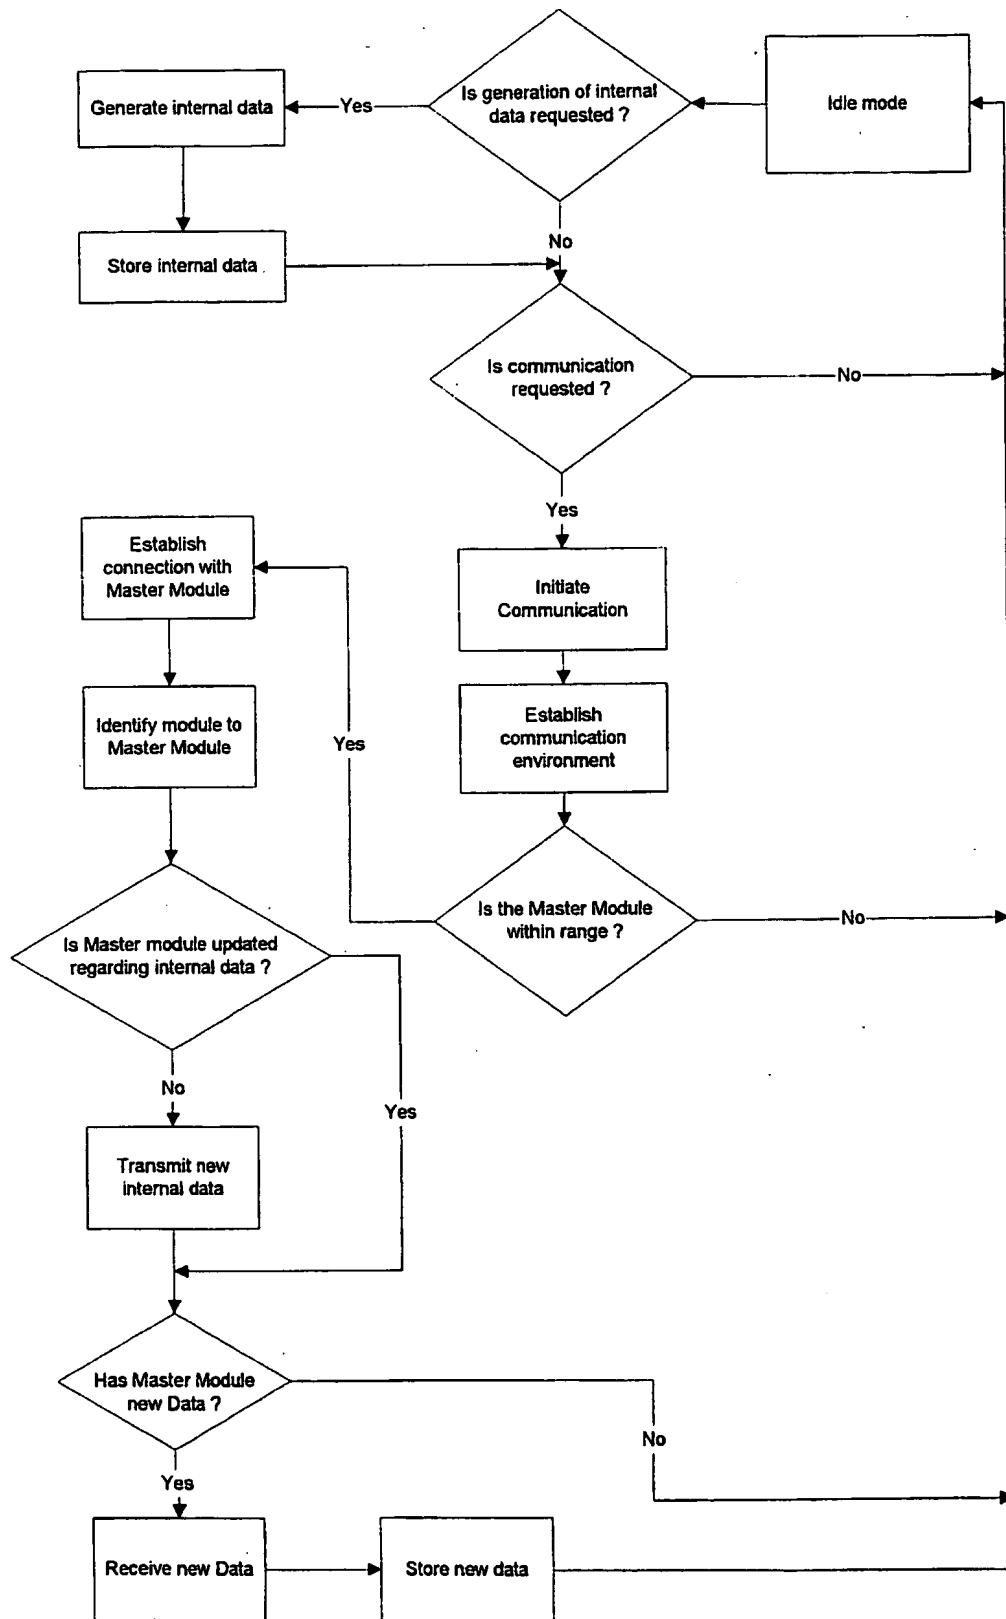 Is generation of internal
data requested ?
Idle mode
Yes
Generate internal data
No
Store internal data
Is communication
requested ?
No
Yes
Establish
connection with
Master Module
Initiate
Communication
Identify module to
Master Module
Yes
Establish
communication
environment
Is the Master Module
within range ?
No
Is Master module updated
regarding internal data ?
No
Yes
Transmit new
internal data
Has Master Module
new Data ?
No
Yes
Receive new Data
Store new data